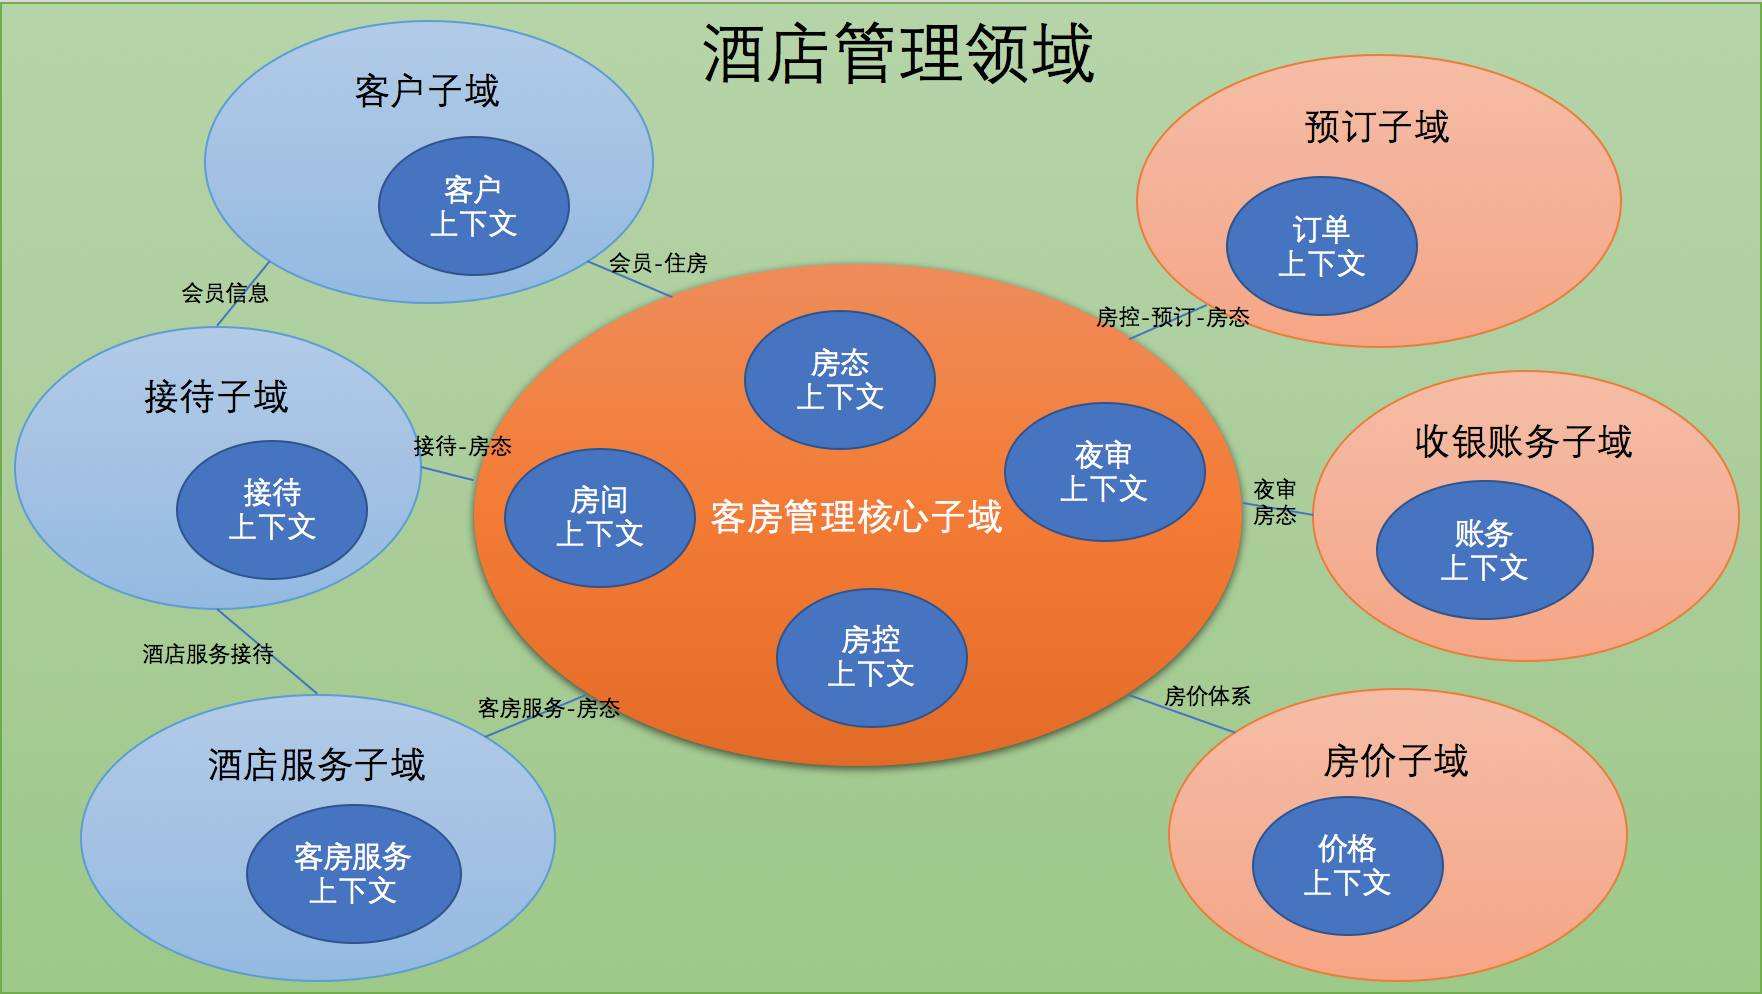 酒店管理领域
客户子域
客户
上下文
预订子域
订单
上下文
会员信息
会员-住房
房控-预订-房态
接待子域
接待
上下文
接待-房态
房态
上下文
房间
上下文
客房管理核心子域
夜审
上下文
房控
上下文
夜审
房态
收银账务子域
账务
上下文
酒店服务接待
客房服务-房态
房价体系
酒店服务子域
客房服务
上下文
房价子域
价格
上下文